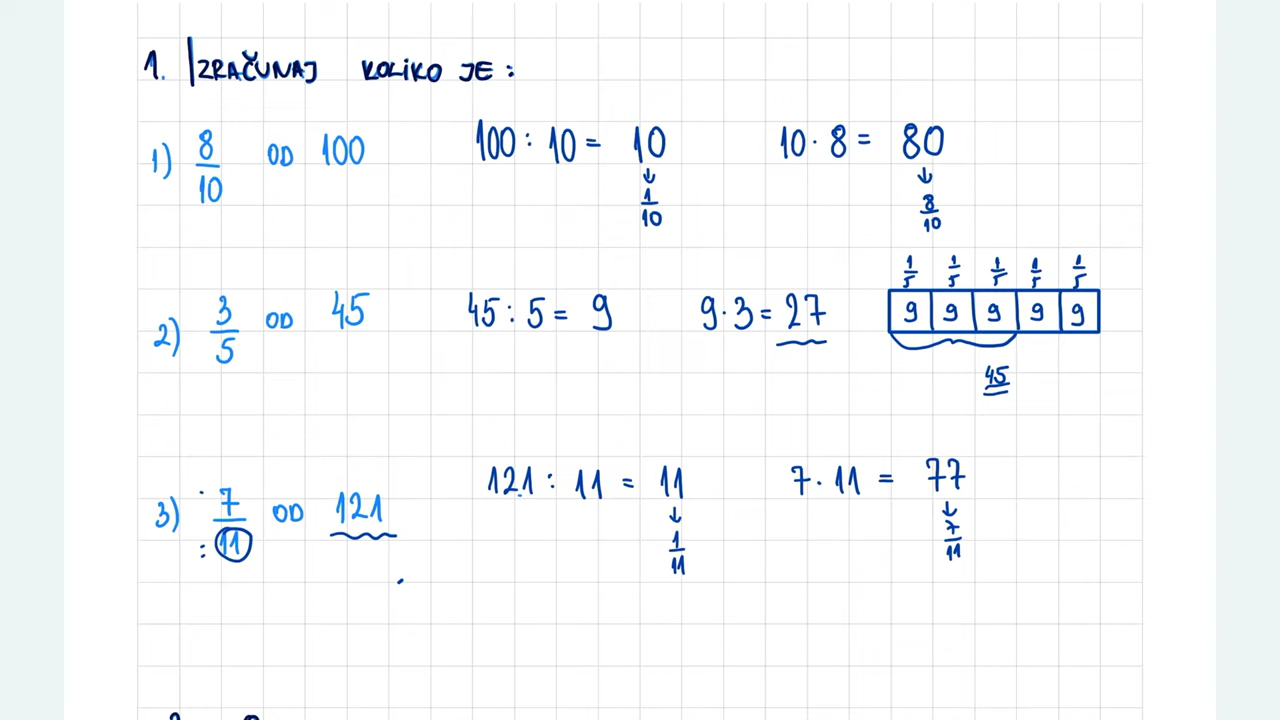 1. IZRAČUNAJ KOLIKO JE:
1) 8/10 OD 100 100 : 10 = 10 10 · 8 = 80
↓ 1/10 ↓ 8/10
1/5 1/5 1/5 1/5 1/5
2) 3/5 OD 45 45 : 5 = 9 9 · 3 = 27 9 9 9 9 9
45
3) · 7/: 11 OD 121 121 : 11 = 11 7 · 11 = 77
↓ 1/11 ↓ 7/11